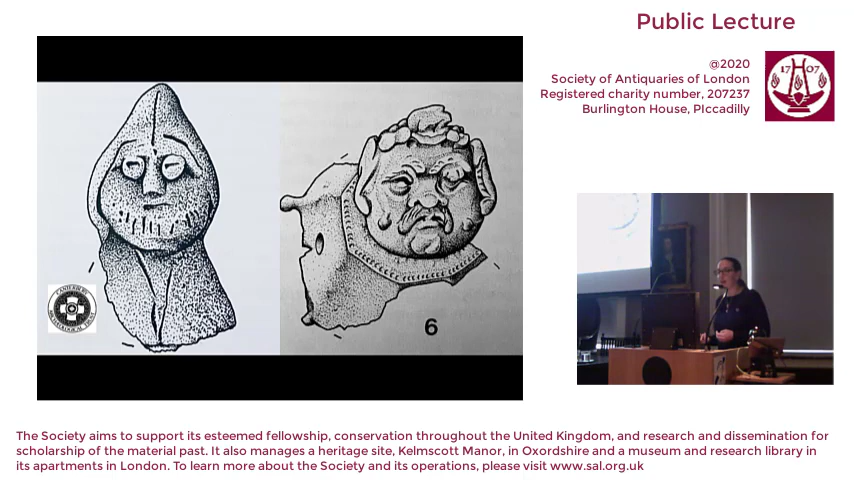 Public Lecture
@2020
Society of Antiquaries of London
Registered charity number, 207237
Burlington House, PIccadilly
17 07
6
CANTERBURY
ARCHAEOLOGICAL TRUST
The Society aims to support its esteemed fellowship, conservation throughout the United Kingdom, and research and dissemination for
scholarship of the material past. It also manages a heritage site, Kelmscott Manor, in Oxordshire and a museum and research library in
its apartments in London. To learn more about the Society and its operations, please visit www.sal.org.uk